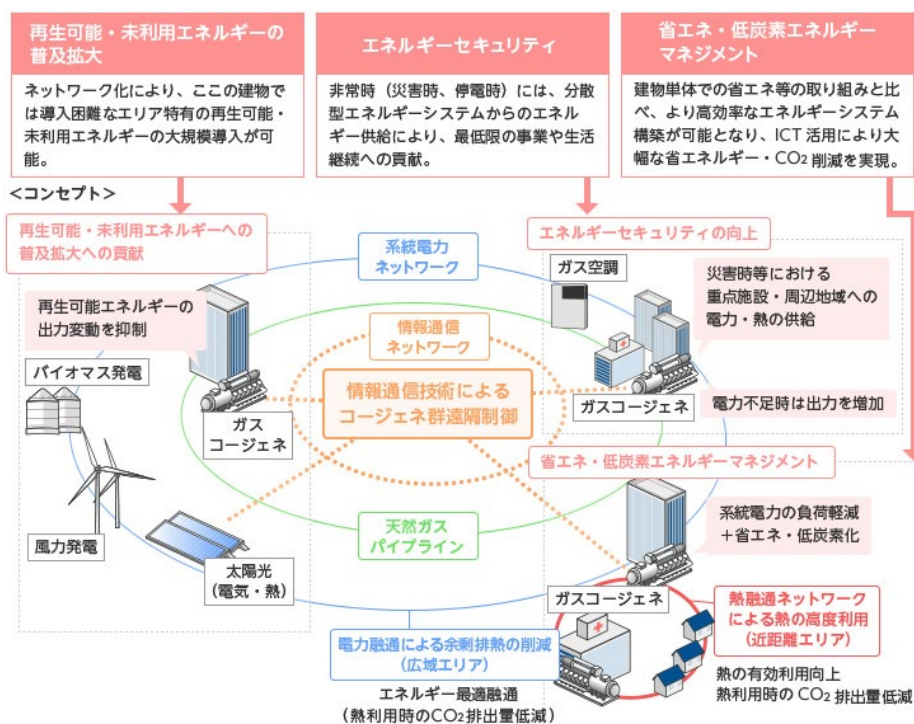 再生可能・未利用エネルギーの
普及拡大
ネットワーク化により、ここの建物で
は導入困難なエリア特有の再生可能・
未利用エネルギーの大規模導入が可
能。
エネルギーセキュリティ
非常時（災害時、停電時）には、分散
型エネルギーシステムからのエネル
ギー供給により、最低限の事業や生活
継続への貢献。
省エネ・低炭素エネルギー
マネジメント
建物単体での省エネ等の取り組みと比
べ、より高効率なエネルギーシステム
構築が可能となり、ICT 活用により大
幅な省エネルギー・CO₂ 削減を実現。
＜コンセプト＞
再生可能・未利用エネルギーへの
普及拡大への貢献
再生可能エネルギーの
出力変動を抑制
バイオマス発電
風力発電
太陽光
（電気・熱）
ガス
コージェネ
系統電力
ネットワーク
情報通信
ネットワーク
情報通信技術による
コージェネ群遠隔制御
天然ガス
パイプライン
エネルギーセキュリティの向上
ガス空調
災害時等における
重点施設・周辺地域への
電力・熱の供給
ガスコージェネ
電力不足時は出力を増加
省エネ・低炭素エネルギーマネジメント
系統電力の負荷軽減
＋省エネ・低炭素化
ガスコージェネ
電力融通による余剰排熱の削減
（広域エリア）
エネルギー最適融通
（熱利用時のCO₂排出量低減）
熱融通ネットワーク
による熱の高度利用
（近距離エリア）
熱の有効利用向上
熱利用時の CO₂ 排出量低減